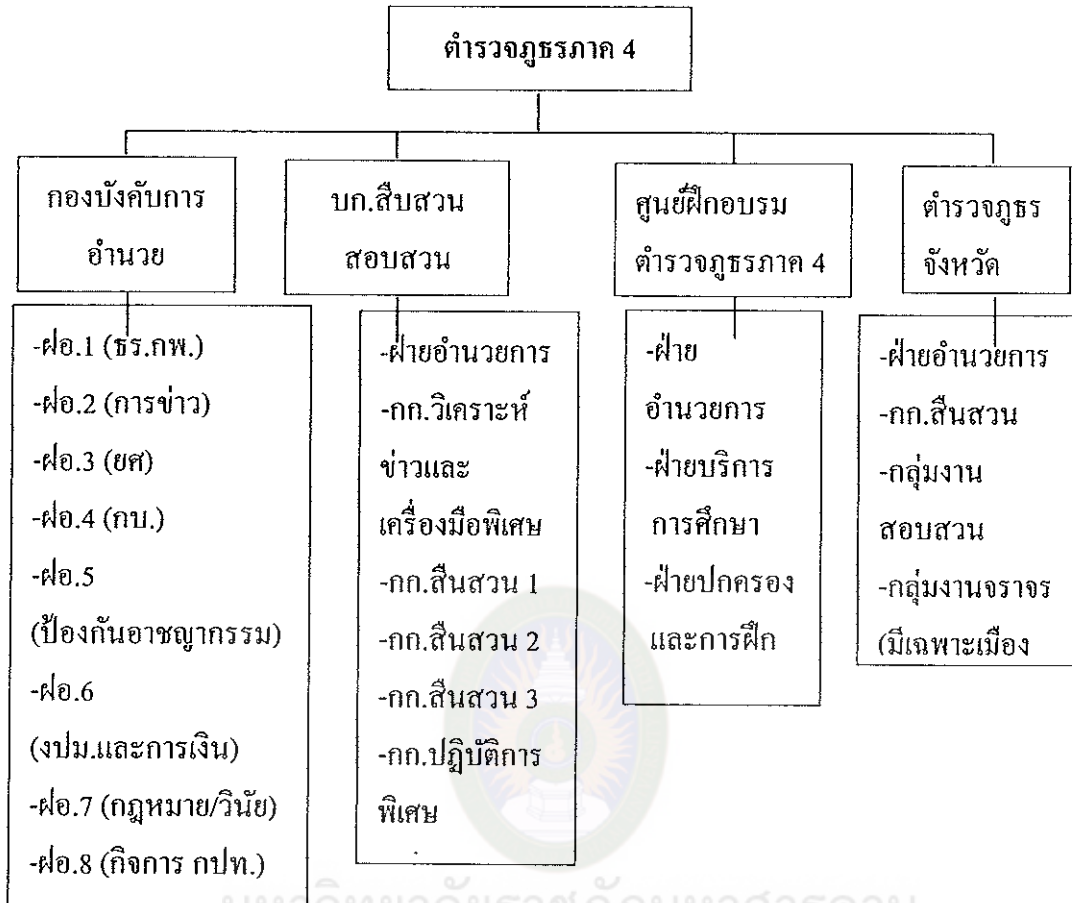 ตำรวจภูธรภาค 4
กองบังคับการ
อำนวย
บก.สืบสวน
สอบสวน
ศูนย์ฝึกอบรม
ตำรวจภูธรภาค 4
ตำรวจภูธร
จังหวัด
-ฝอ.1 (ธร.กพ.)
-ฝอ.2 (การข่าว)
-ฝอ.3 (ยศ)
-ฝอ.4 (กบ.)
-ฝอ.5
(ป้องกันอาชญากรรม)
-ฝอ.6
(งปม.และการเงิน)
-ฝอ.7 (กฎหมาย/วินัย)
-ฝอ.8 (กิจการ กปท.)
-ฝ่ายอำนวยการ
-กก.วิเคราะห์
ข่าวและ
เครื่องมือพิเศษ
-กก.สืนสวน 1
-กก.สืนสวน 2
-กก.สืนสวน 3
-กก.ปฏิบัติการ
พิเศษ
-ฝ่าย
อำนวยการ
-ฝ่ายบริการ
การศึกษา
-ฝ่ายปกครอง
และการฝึก
-ฝ่ายอำนวยการ
-กก.สืนสวน
-กลุ่มงาน
สอบสวน
-กลุ่มงานจราจร
(มีเฉพาะเมือง